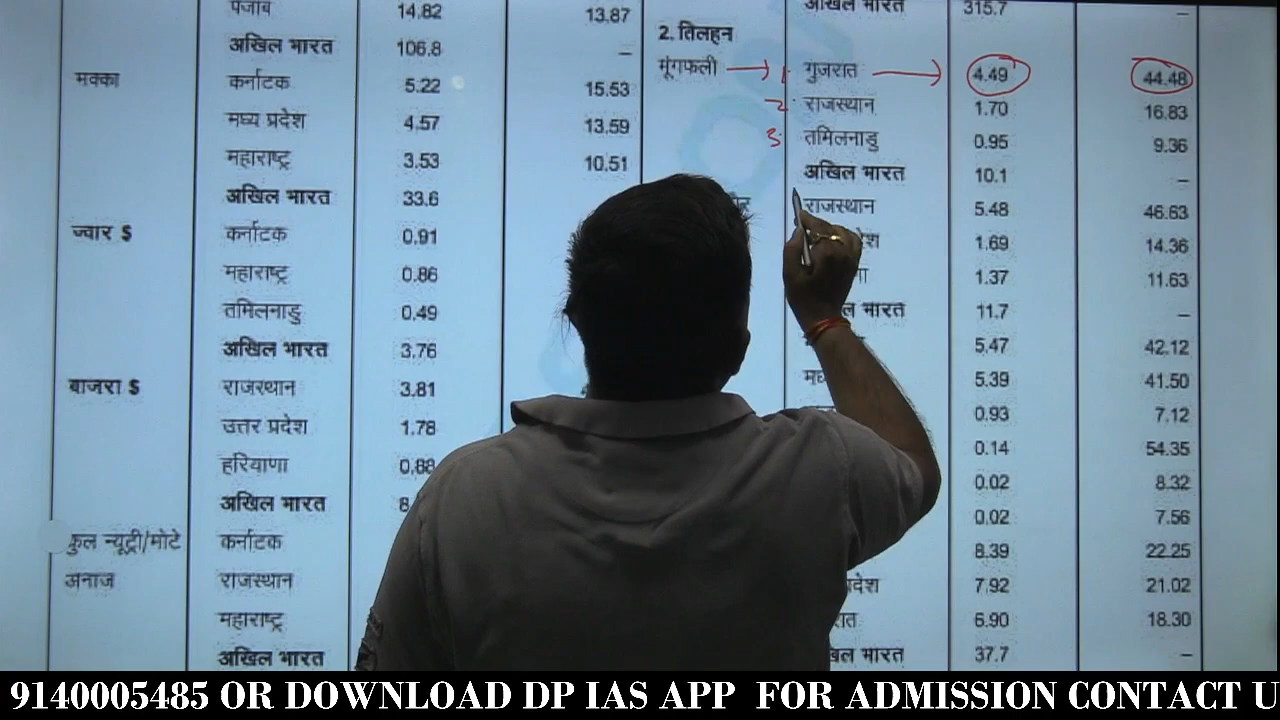 पंजाब 14.82 13.87
अखिल भारत 106.8 –
मक्का कर्नाटक 5.22 15.53
मध्य प्रदेश 4.57 13.59
महाराष्ट्र 3.53 10.51
अखिल भारत 33.6
ज्वार $ कर्नाटक 0.91
महाराष्ट्र 0.86
तमिलनाडु 0.49
अखिल भारत 3.76
बाजरा $ राजस्थान 3.81
उत्तर प्रदेश 1.78
हरियाणा 0.88
अखिल भारत 8
कुल न्यूट्री/मोटे कर्नाटक
अनाज राजस्थान
महाराष्ट्र
अखिल भारत
अखिल भारत 315.7 –
2. तिलहन
मूंगफली 1 गुजरात 4.49 44.48
2 राजस्थान 1.70 16.83
3 तमिलनाडु 0.95 9.36
अखिल भारत 10.1 –
राजस्थान 5.48 46.63
1.69 14.36
1.37 11.63
भारत 11.7 –
5.47 42.12
मध 5.39 41.50
0.93 7.12
0.14 54.35
0.02 8.32
0.02 7.56
8.39 22.25
7.92 21.02
6.90 18.30
भारत 37.7 –
9140005485 OR DOWNLOAD DP IAS APP FOR ADMISSION CONTACT U